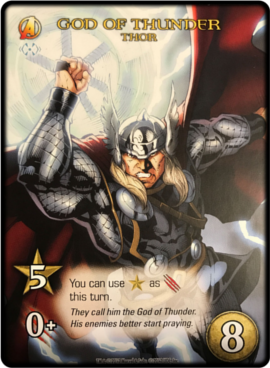 GOD OF THUNDER
THOR
5
You can use as
this turn.
0+
They call him the God of Thunder.
His enemies better start praying.
8